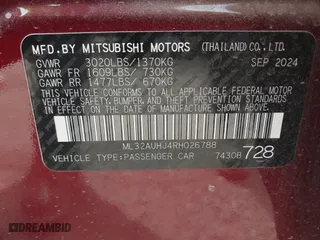 MFD.BY MITSUBISHI MOTORS (THAILAND) CO.,LTD.
GVWR 3020LBS/1370KG SEP 2024
GAWR FR 1609LBS/ 730KG
GAWR RR 1477LBS/ 670KG
THIS VEHICLE CONFORMS TO ALL APPLICABLE
U.S. FEDERAL MOTOR VEHICLE SAFETY, BUMPER,
AND THEFT PREVENTION STANDARDS IN EFFECT ON
THE DATE OF MANUFACTURE SHOWN ABOVE.
ML32AUHJ4RH026788
VEHICLE TYPE:PASSENGER CAR 74308 728
DREAMBID